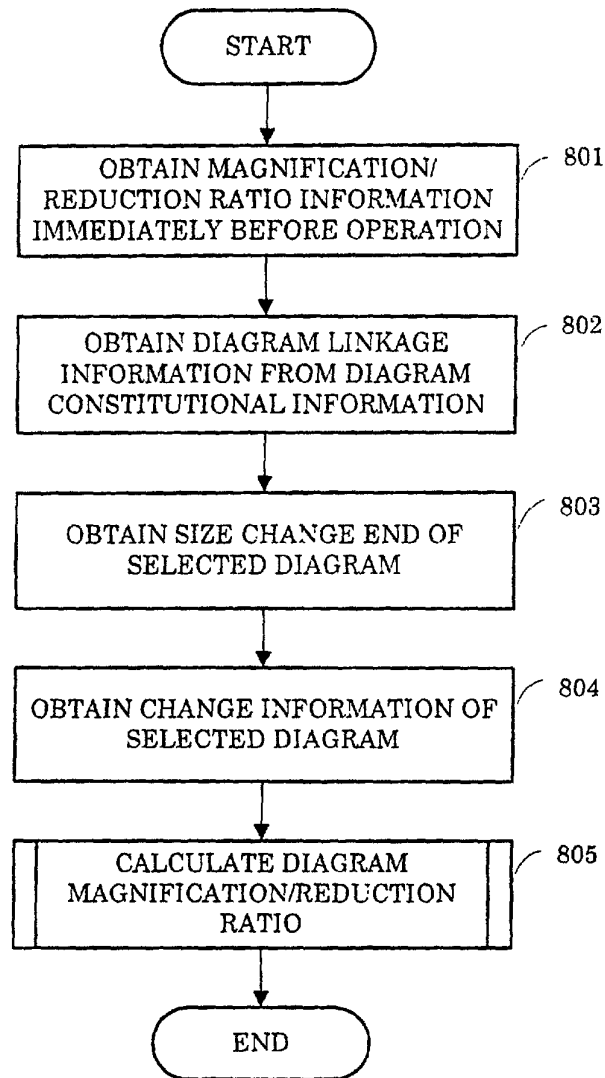 START
OBTAIN MAGNIFICATION/
REDUCTION RATIO INFORMATION
IMMEDIATELY BEFORE OPERATION
801
OBTAIN DIAGRAM LINKAGE
INFORMATION FROM DIAGRAM
CONSTITUTIONAL INFORMATION
802
OBTAIN SIZE CHANGE END OF
SELECTED DIAGRAM
803
OBTAIN CHANGE INFORMATION OF
SELECTED DIAGRAM
804
CALCULATE DIAGRAM
MAGNIFICATION/REDUCTION
RATIO
805
END